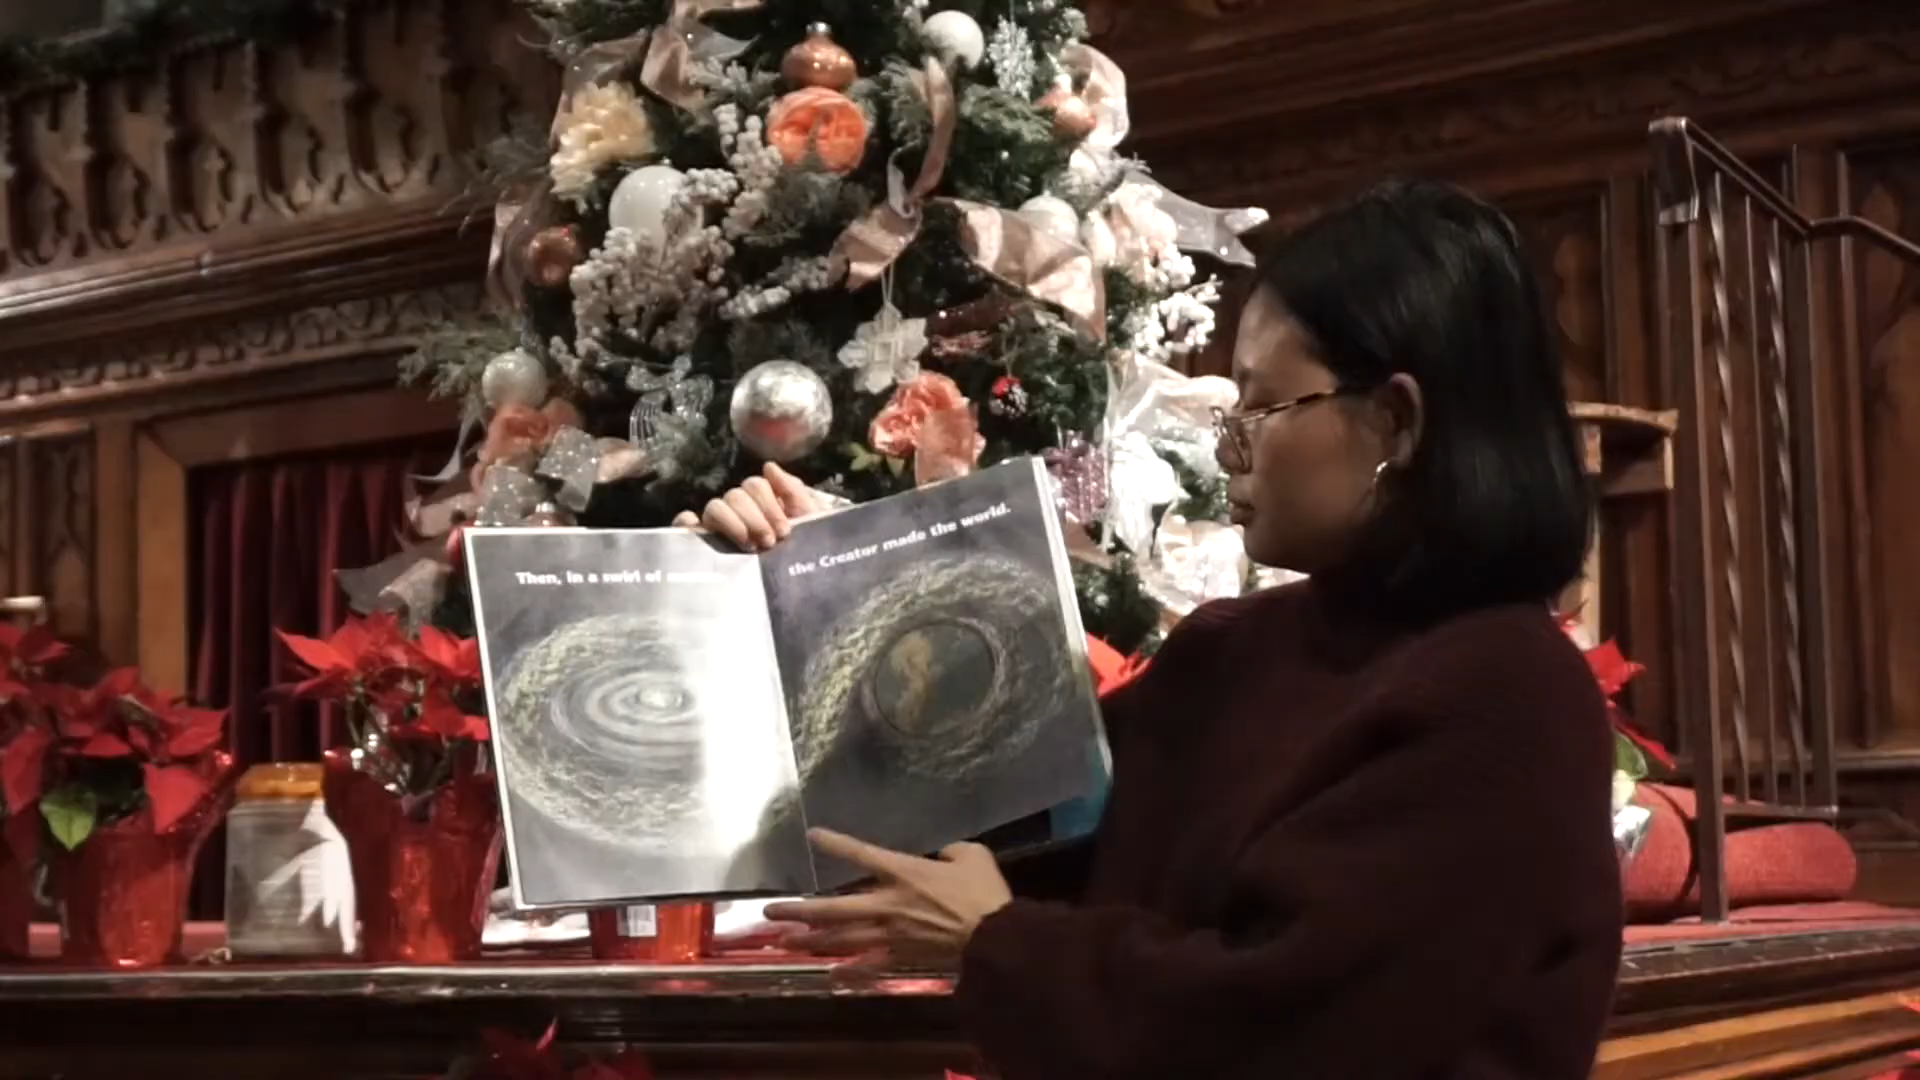 Then, in a swirl of
the Creator made the world.